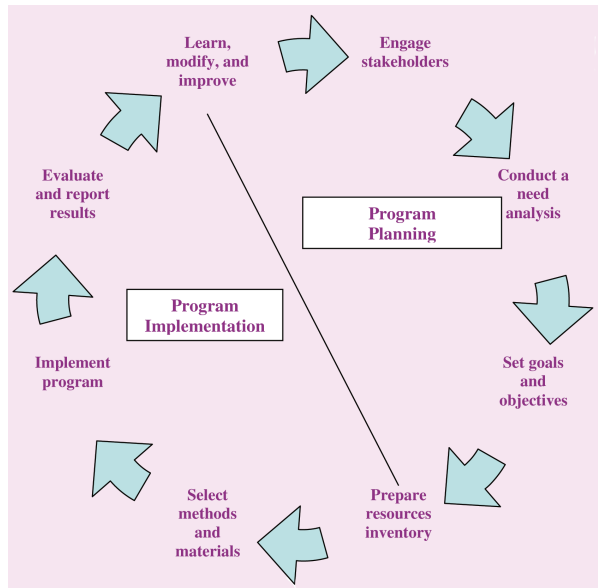 Learn,
modify, and
improve
Engage
stakeholders
Conduct a
need
analysis
Set goals
and
objectives
Prepare
resources
inventory
Select
methods and
materials
Implement
program
Evaluate
and report
results
Program
Planning
Program
Implementation